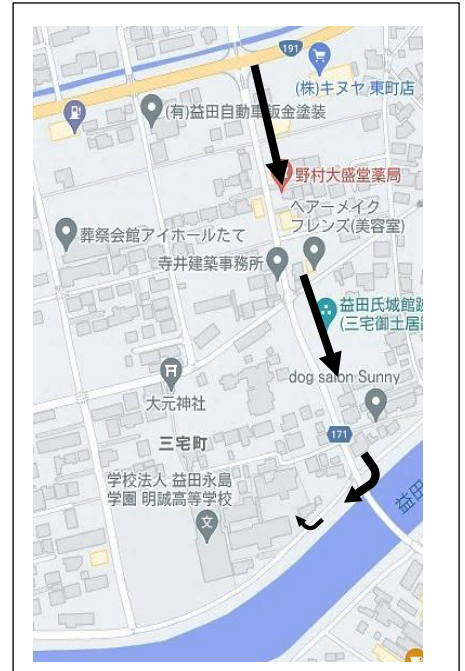 191
(株)キヌヤ 東町店
(有)益田自動車鈑金塗装
野村大盛堂薬局
ヘアーメイク
フレンズ(美容室)
葬祭会館アイホールたて
寺井建築事務所
益田氏城館跡
(三宅御土居跡
dog salon Sunny
大元神社
171
三宅町
学校法人 益田永島
学園 明誠高等学校
文
益田